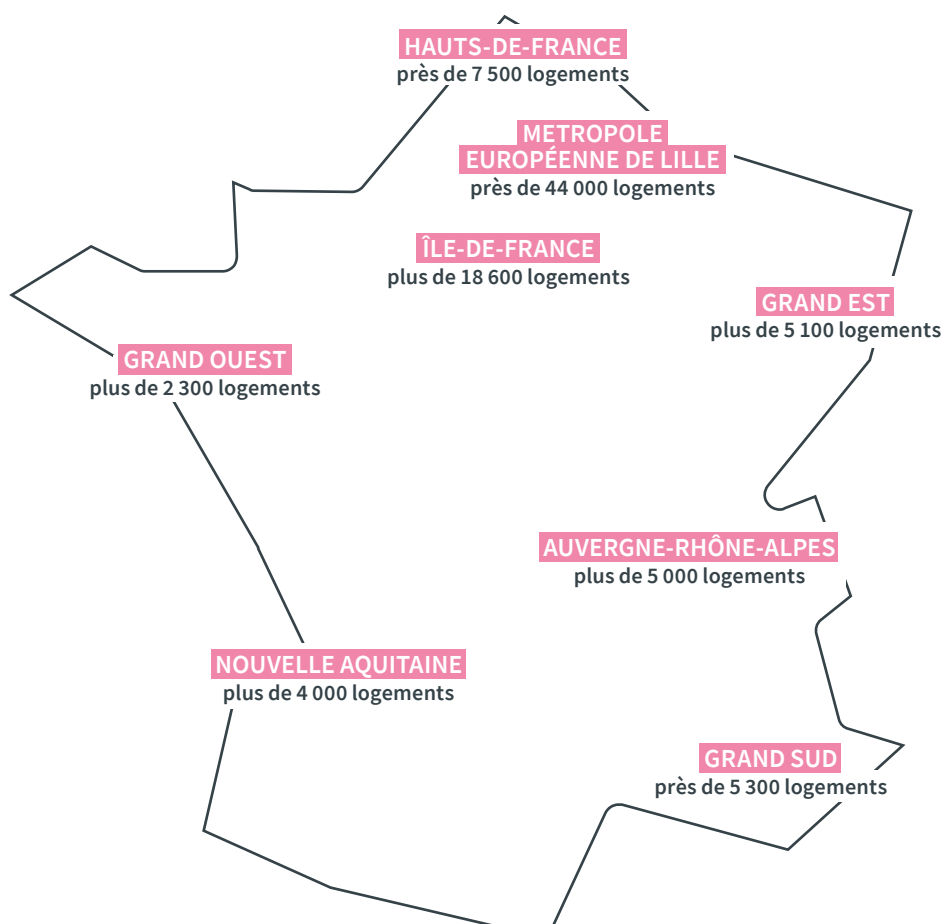 HAUTS-DE-FRANCE
près de 7 500 logements
METROPOLE
EUROPÉENNE DE LILLE
près de 44 000 logements
ÎLE-DE-FRANCE
plus de 18 600 logements
GRAND EST
plus de 5 100 logements
GRAND OUEST
plus de 2 300 logements
AUVERGNE-RHÔNE-ALPES
plus de 5 000 logements
NOUVELLE AQUITAINE
plus de 4 000 logements
GRAND SUD
près de 5 300 logements